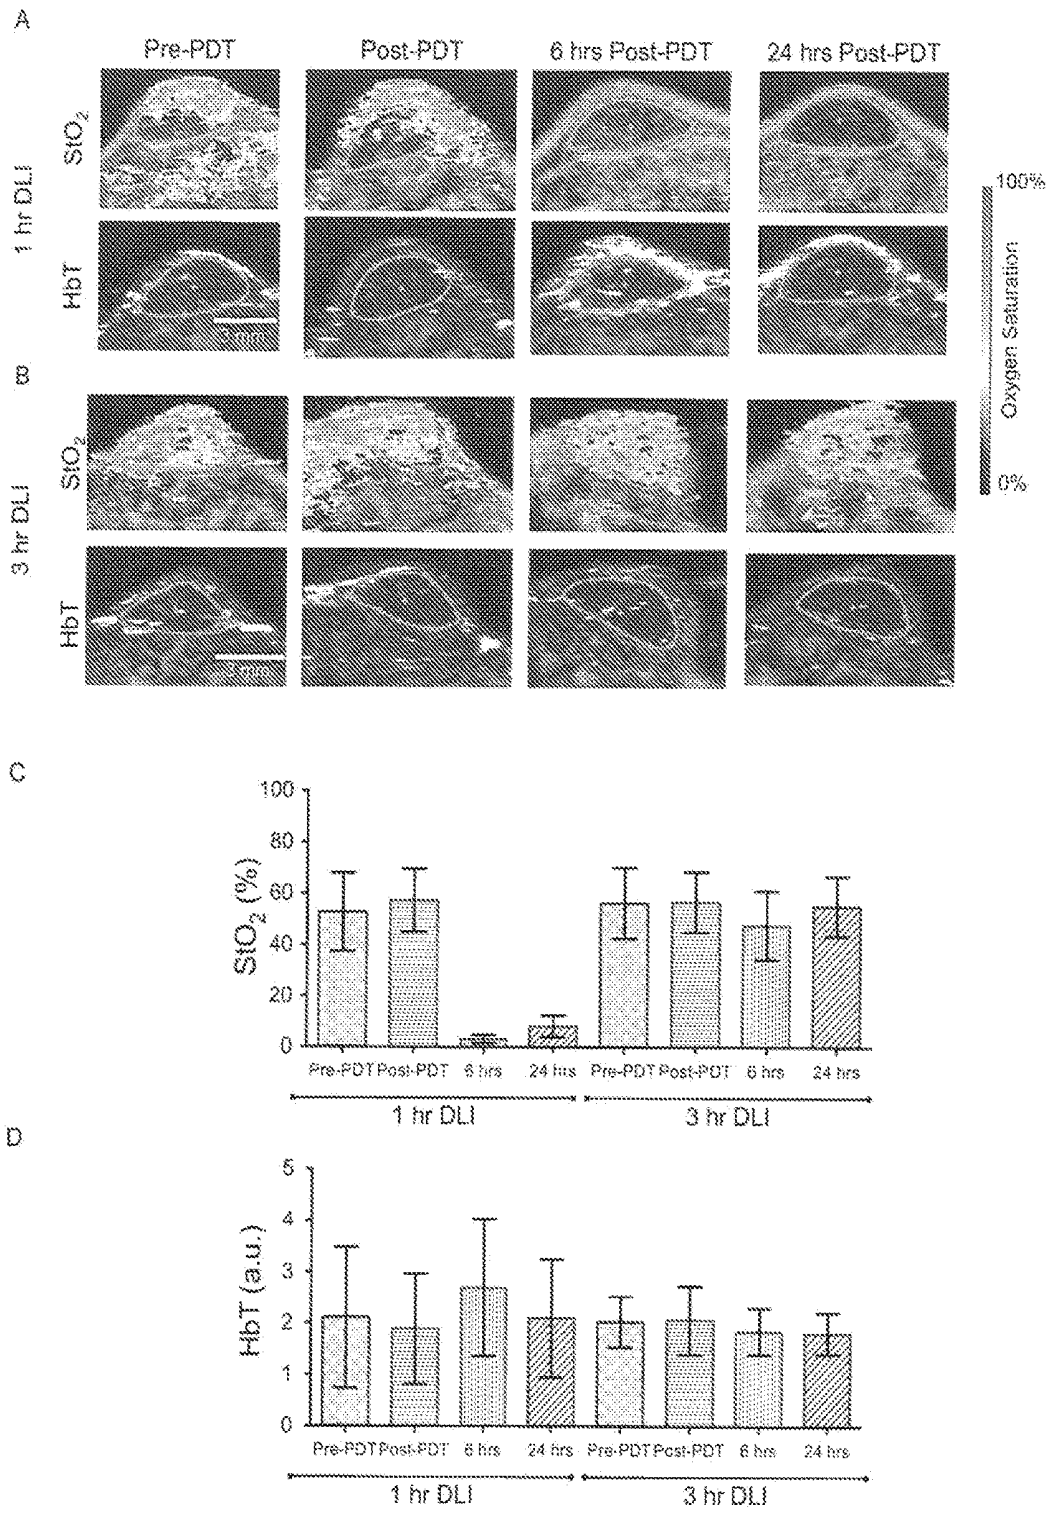 A
Pre-PDT Post-PDT 6 hrs Post-PDT 24 hrs Post-PDT
1 hr DLI
StO2
HbT
mm
B
3 hr DLI
StO2
HbT
2 mm
100%
Oxygen Saturation
0%
C
StO2 (%)
100
80
60
40
20
0
Pre-PDT Post-PDT 6 hrs 24 hrs Pre-PDT Post-PDT 6 hrs 24 hrs
1 hr DLI 3 hr DLI
D
HbT (a.u.)
5
4
3
2
1
0
Pre-PDT Post-PDT 6 hrs 24 hrs Pre-PDT Post-PDT 6 hrs 24 hrs
1 hr DLI 3 hr DLI